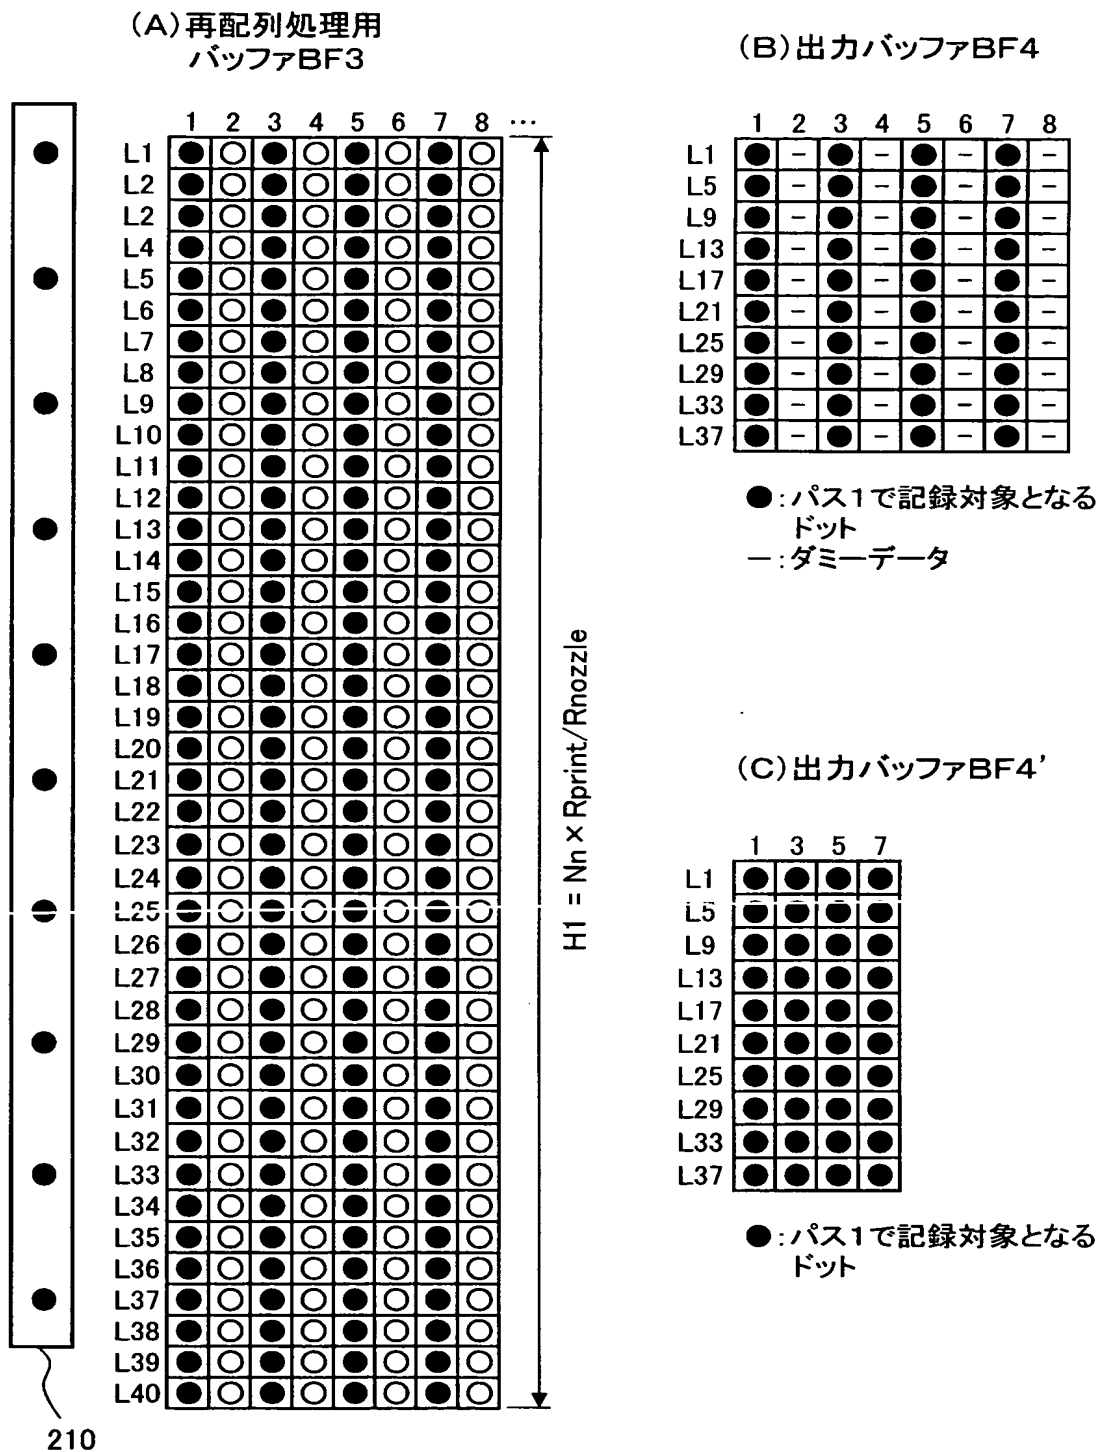 (A)再配列処理用
バッファBF3
1 2 3 4 5 6 7 8 …
L1
L2
L2
L4
L5
L6
L7
L8
L9
L10
L11
L12
L13
L14
L15
L16
L17
L18
L19
L20
L21
L22
L23
L24
L25
L26
L27
L28
L29
L30
L31
L32
L33
L34
L35
L36
L37
L38
L39
L40
210
H1 = Nn × Rprint/Rnozzle
(B)出力バッファBF4
1 2 3 4 5 6 7 8
L1 − − − −
L5 − − − −
L9 − − − −
L13 − − − −
L17 − − − −
L21 − − − −
L25 − − − −
L29 − − − −
L33 − − − −
L37 − − − −
●:パス1で記録対象となる
ドット
−:ダミーデータ
(C)出力バッファBF4'
1 3 5 7
L1
L5
L9
L13
L17
L21
L25
L29
L33
L37
●:パス1で記録対象となる
ドット